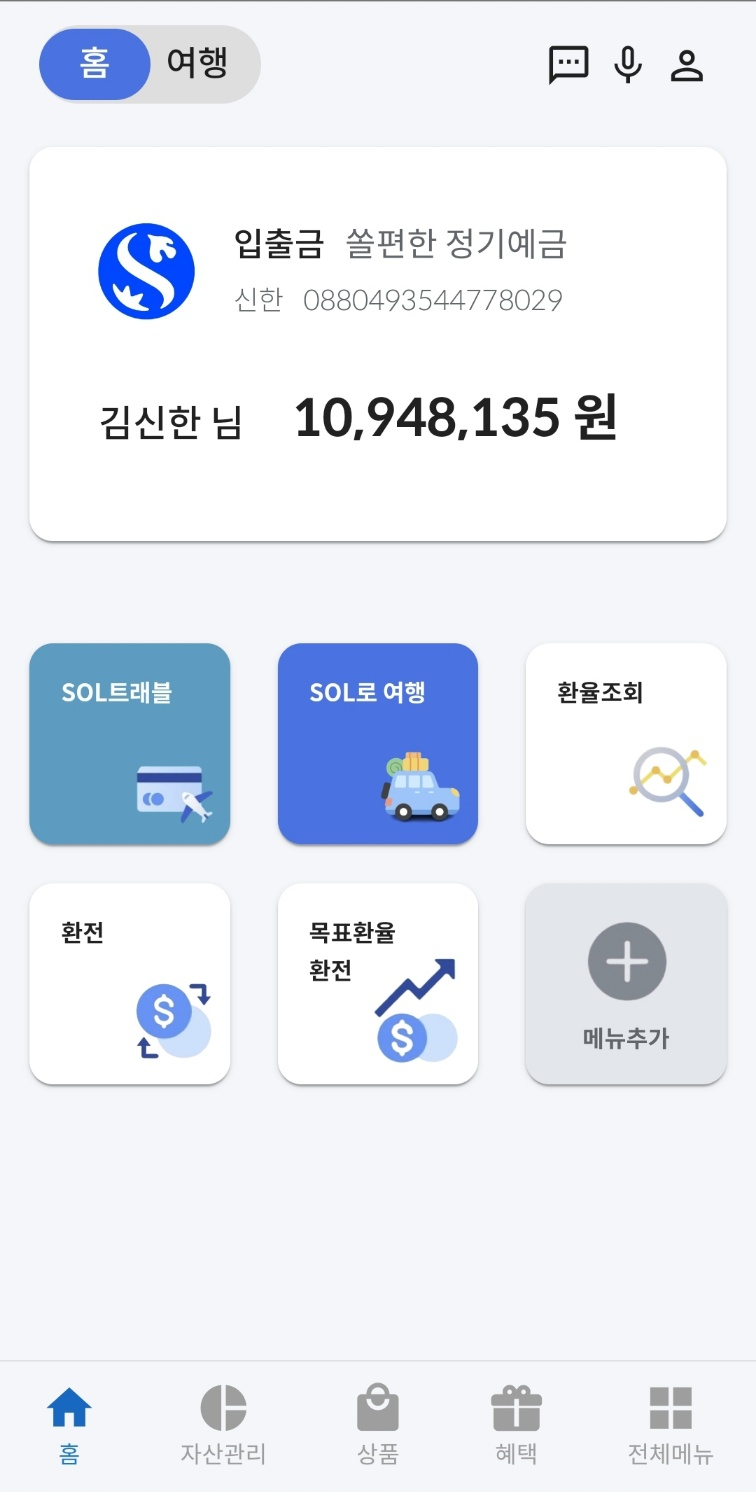 홈 여행
입출금 쏠편한 정기예금
신한 0880493544778029
김신한 님 10,948,135 원
SOL트래블
SOL로 여행
환율조회
환전
목표환율
환전
메뉴추가
홈
자산관리
상품
혜택
전체메뉴